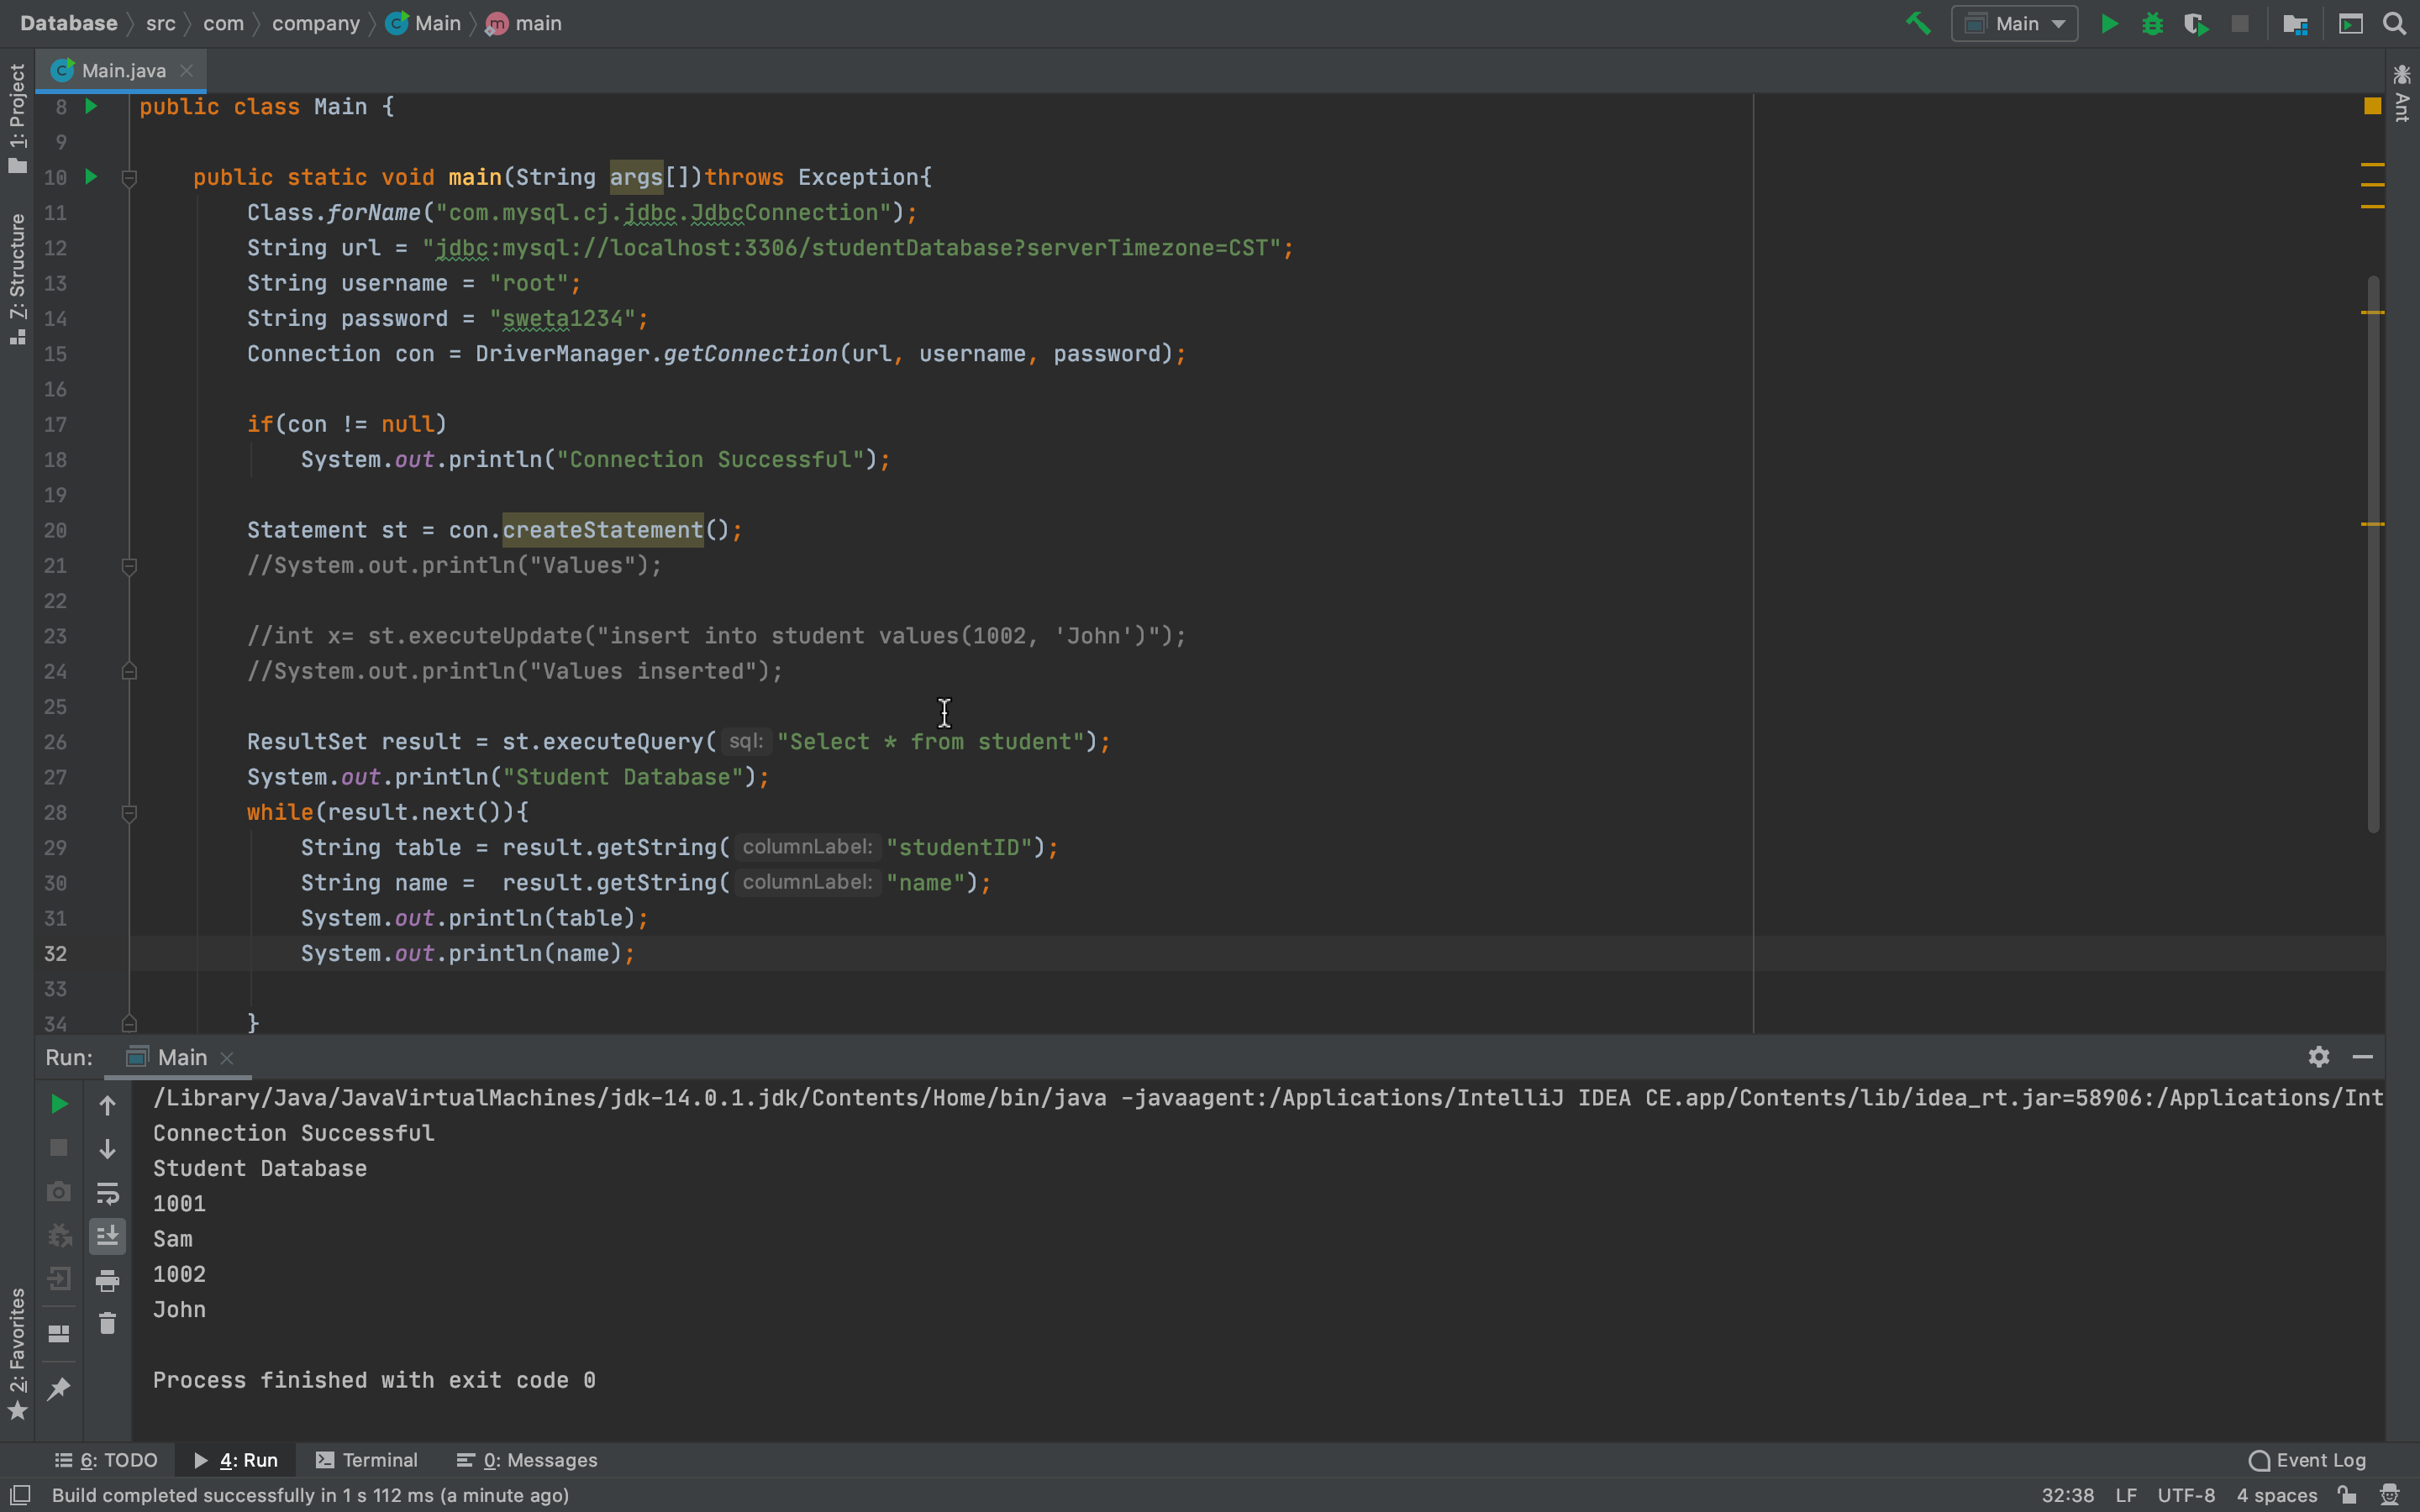 Database src com company Main main Main
Main.java
1: Project
Z: Structure
2: Favorites
Ant
8 public class Main {
9
10 public static void main(String args[])throws Exception{
11 Class.forName("com.mysql.cj.jdbc.JdbcConnection");
12 String url = "jdbc:mysql://localhost:3306/studentDatabase?serverTimezone=CST";
13 String username = "root";
14 String password = "sweta1234";
15 Connection con = DriverManager.getConnection(url, username, password);
16
17 if(con != null)
18 System.out.println("Connection Successful");
19
20 Statement st = con.createStatement();
21 //System.out.println("Values");
22
23 //int x= st.executeUpdate("insert into student values(1002, 'John')");
24 //System.out.println("Values inserted");
25
26 ResultSet result = st.executeQuery( sql: "Select * from student");
27 System.out.println("Student Database");
28 while(result.next()){
29 String table = result.getString( columnLabel: "studentID");
30 String name =  result.getString( columnLabel: "name");
31 System.out.println(table);
32 System.out.println(name);
33
34 }
Run: Main
/Library/Java/JavaVirtualMachines/jdk-14.0.1.jdk/Contents/Home/bin/java -javaagent:/Applications/IntelliJ IDEA CE.app/Contents/lib/idea_rt.jar=58906:/Applications/Int
Connection Successful
Student Database
1001
Sam
1002
John
Process finished with exit code 0
6: TODO 4: Run Terminal 0: Messages Event Log
Build completed successfully in 1 s 112 ms (a minute ago) 32:38 LF UTF-8 4 spaces